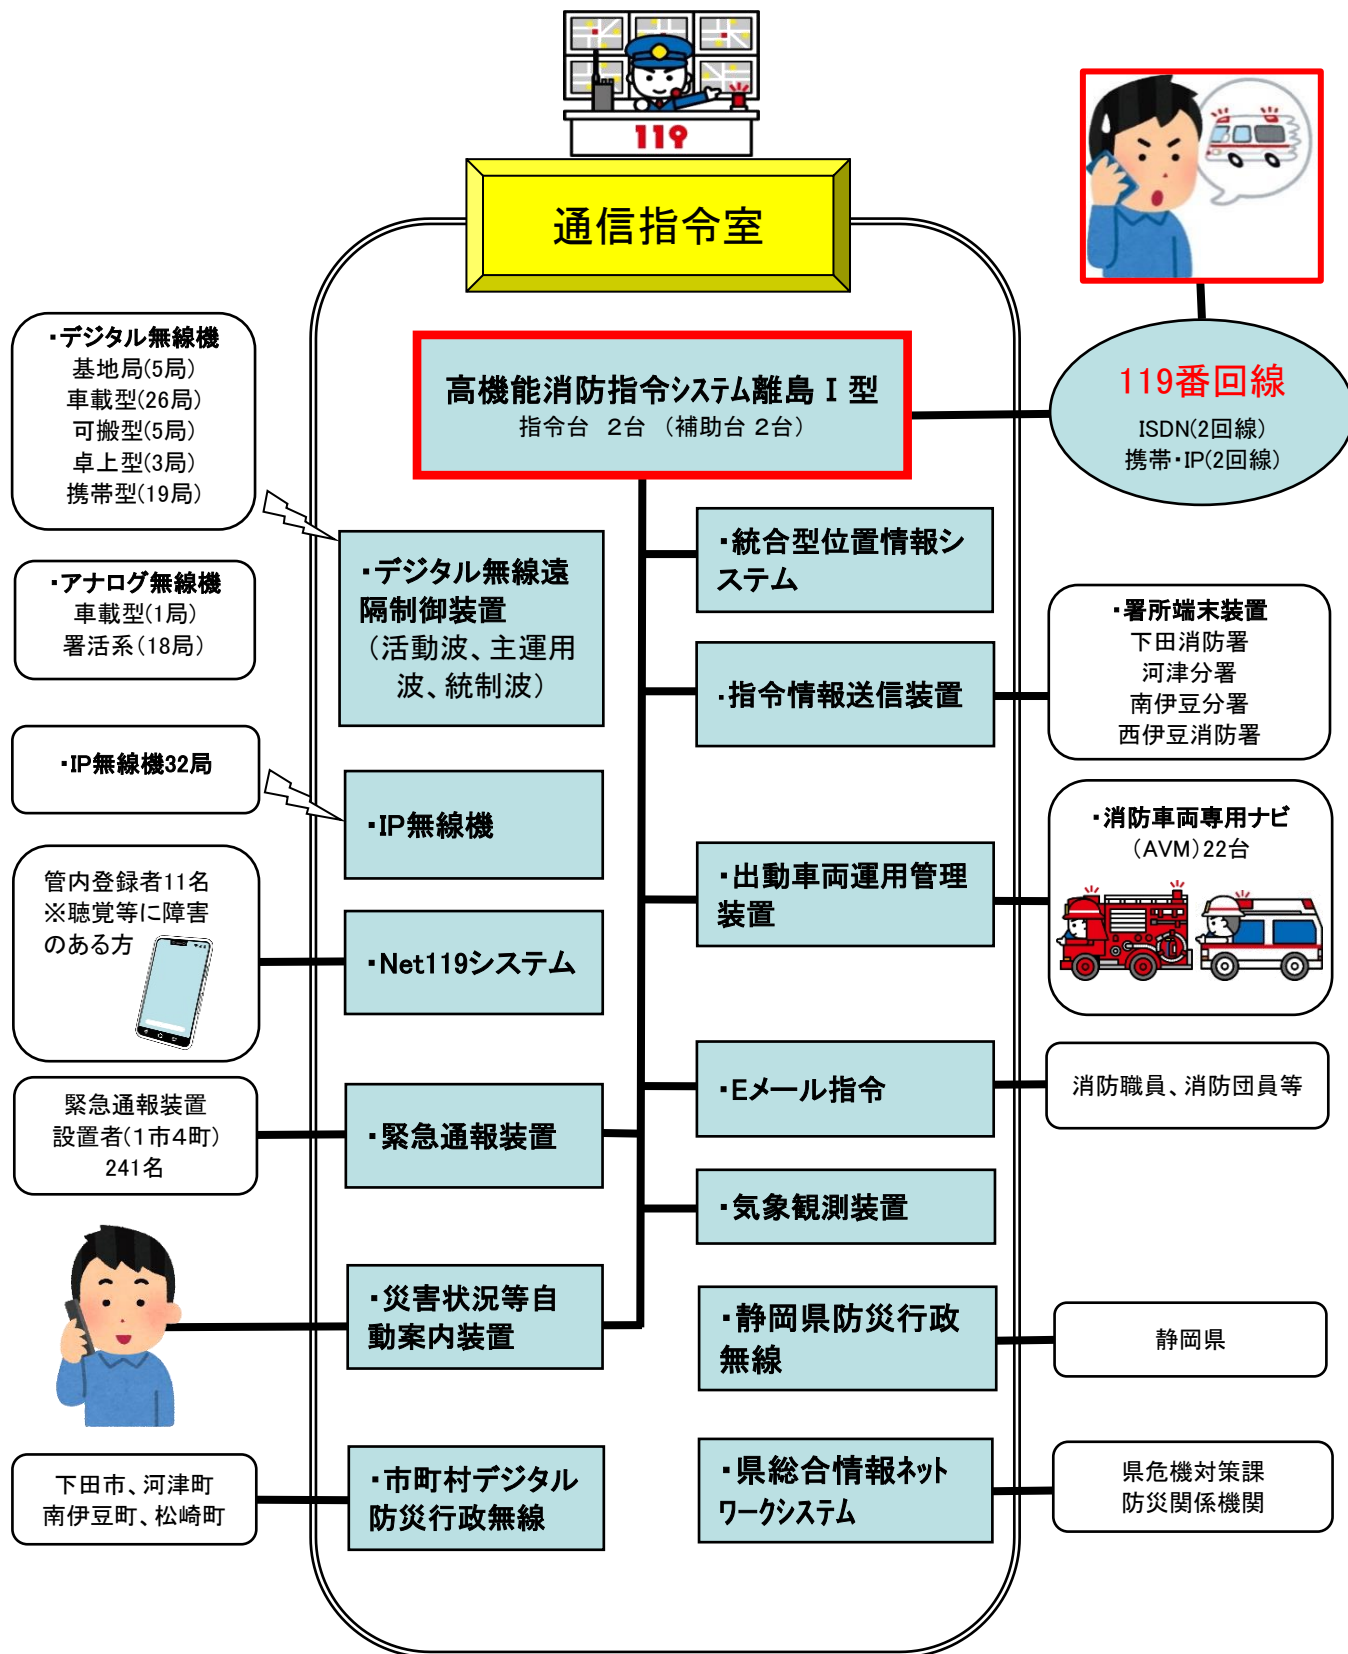 119
通信指令室
・デジタル無線機
基地局(5局)
車載型(26局)
可搬型(5局)
卓上型(3局)
携帯型(19局)
・アナログ無線機
車載型(1局)
署活系(18局)
・IP無線機32局
管内登録者11名
※聴覚等に障害
のある方
緊急通報装置
設置者(1市4町)
241名
下田市、河津町
南伊豆町、松崎町
高機能消防指令システム離島Ⅰ型
指令台 2台 (補助台 2台)
・デジタル無線遠
隔制御装置
(活動波、主運用
波、統制波)
・IP無線機
・Net119システム
・緊急通報装置
・災害状況等自
動案内装置
・市町村デジタル
防災行政無線
・統合型位置情報シ
ステム
・指令情報送信装置
・出動車両運用管理
装置
・Eメール指令
・気象観測装置
・静岡県防災行政
無線
・県総合情報ネット
ワークシステム
119番回線
ISDN(2回線)
携帯・IP(2回線)
・署所端末装置
下田消防署
河津分署
南伊豆分署
西伊豆消防署
・消防車両専用ナビ
(AVM)22台
消防職員、消防団員等
静岡県
県危機対策課
防災関係機関